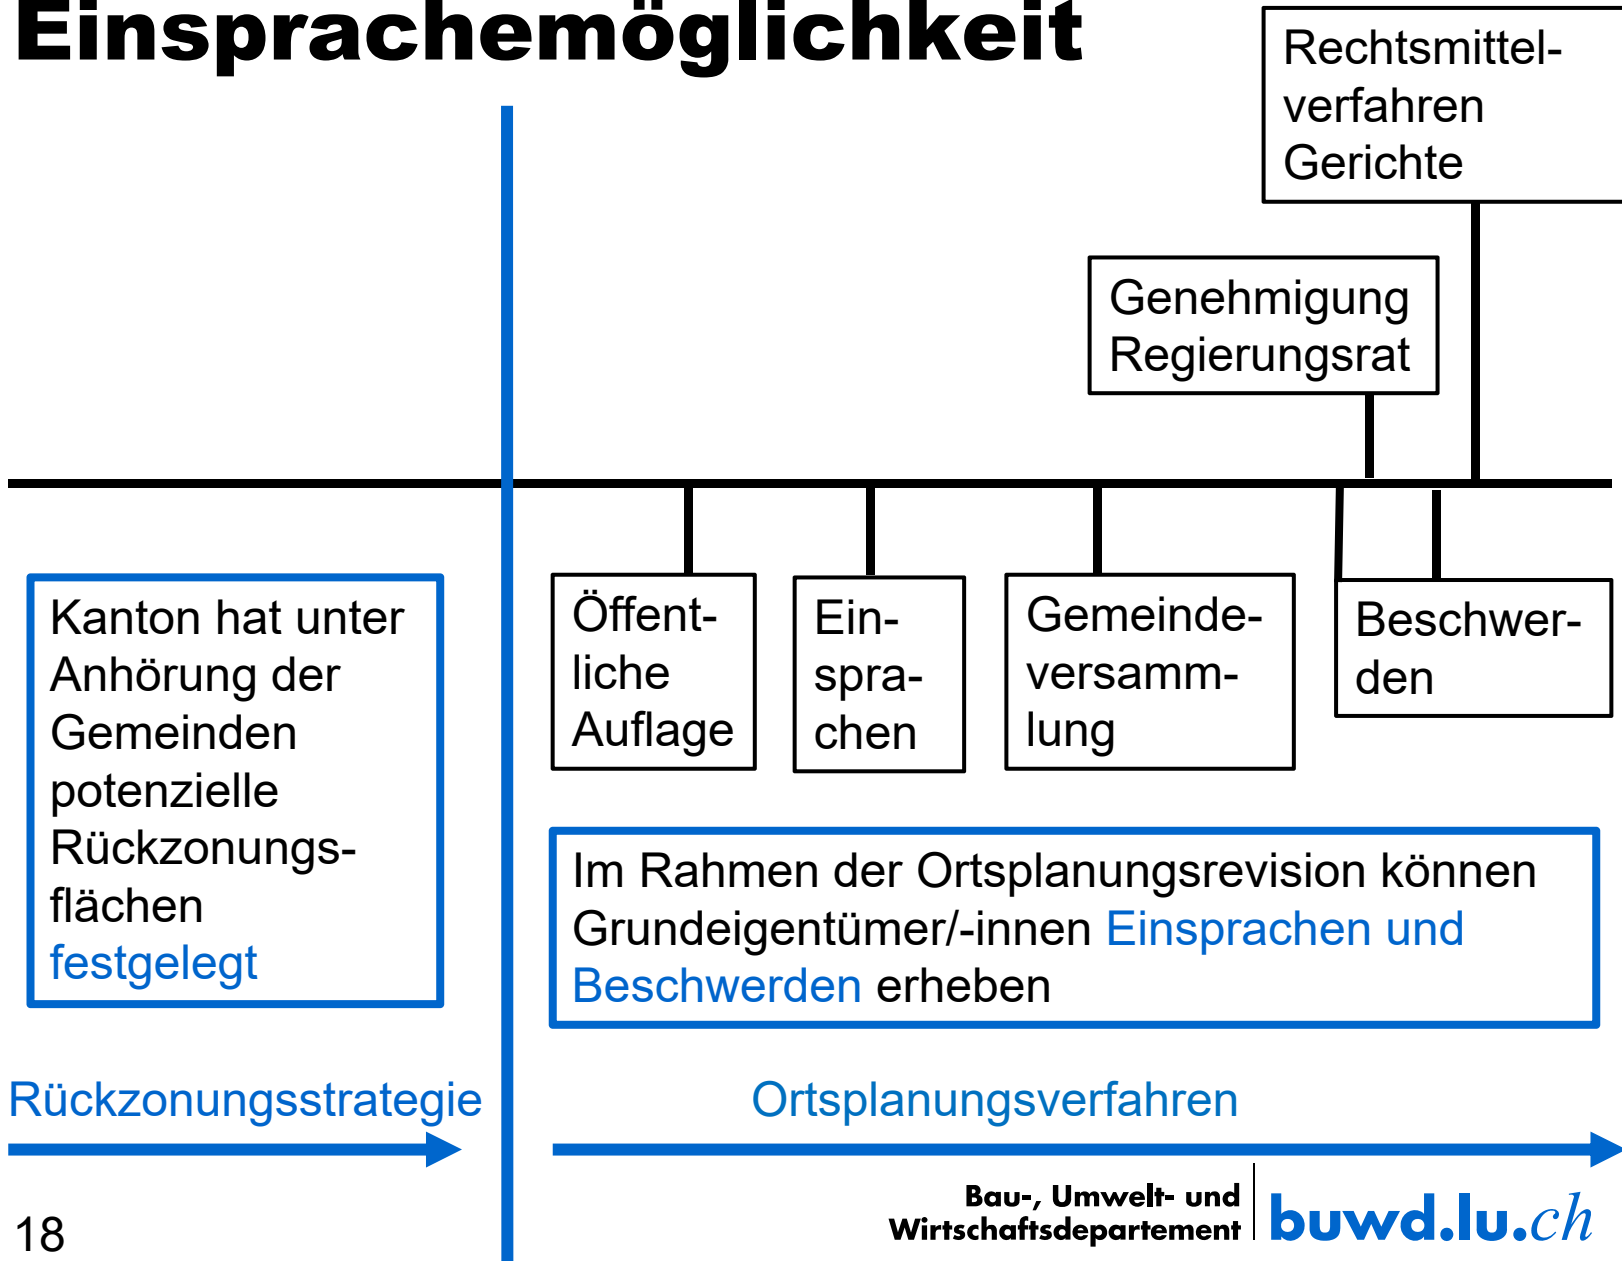 Einsprachemöglichkeit
Rechtsmittel-
verfahren
Gerichte
Genehmigung
Regierungsrat
Kanton hat unter
Anhörung der
Gemeinden
potenzielle
Rückzonungs-
flächen
festgelegt
Öffent-
liche
Auflage
Ein-
spra-
chen
Gemeinde-
versamm-
lung
Beschwer-
den
Im Rahmen der Ortsplanungsrevision können
Grundeigentümer/-innen Einsprachen und
Beschwerden erheben
Rückzonungsstrategie
Ortsplanungsverfahren
18
Bau-, Umwelt- und
Wirtschaftsdepartement
buwd.lu.ch